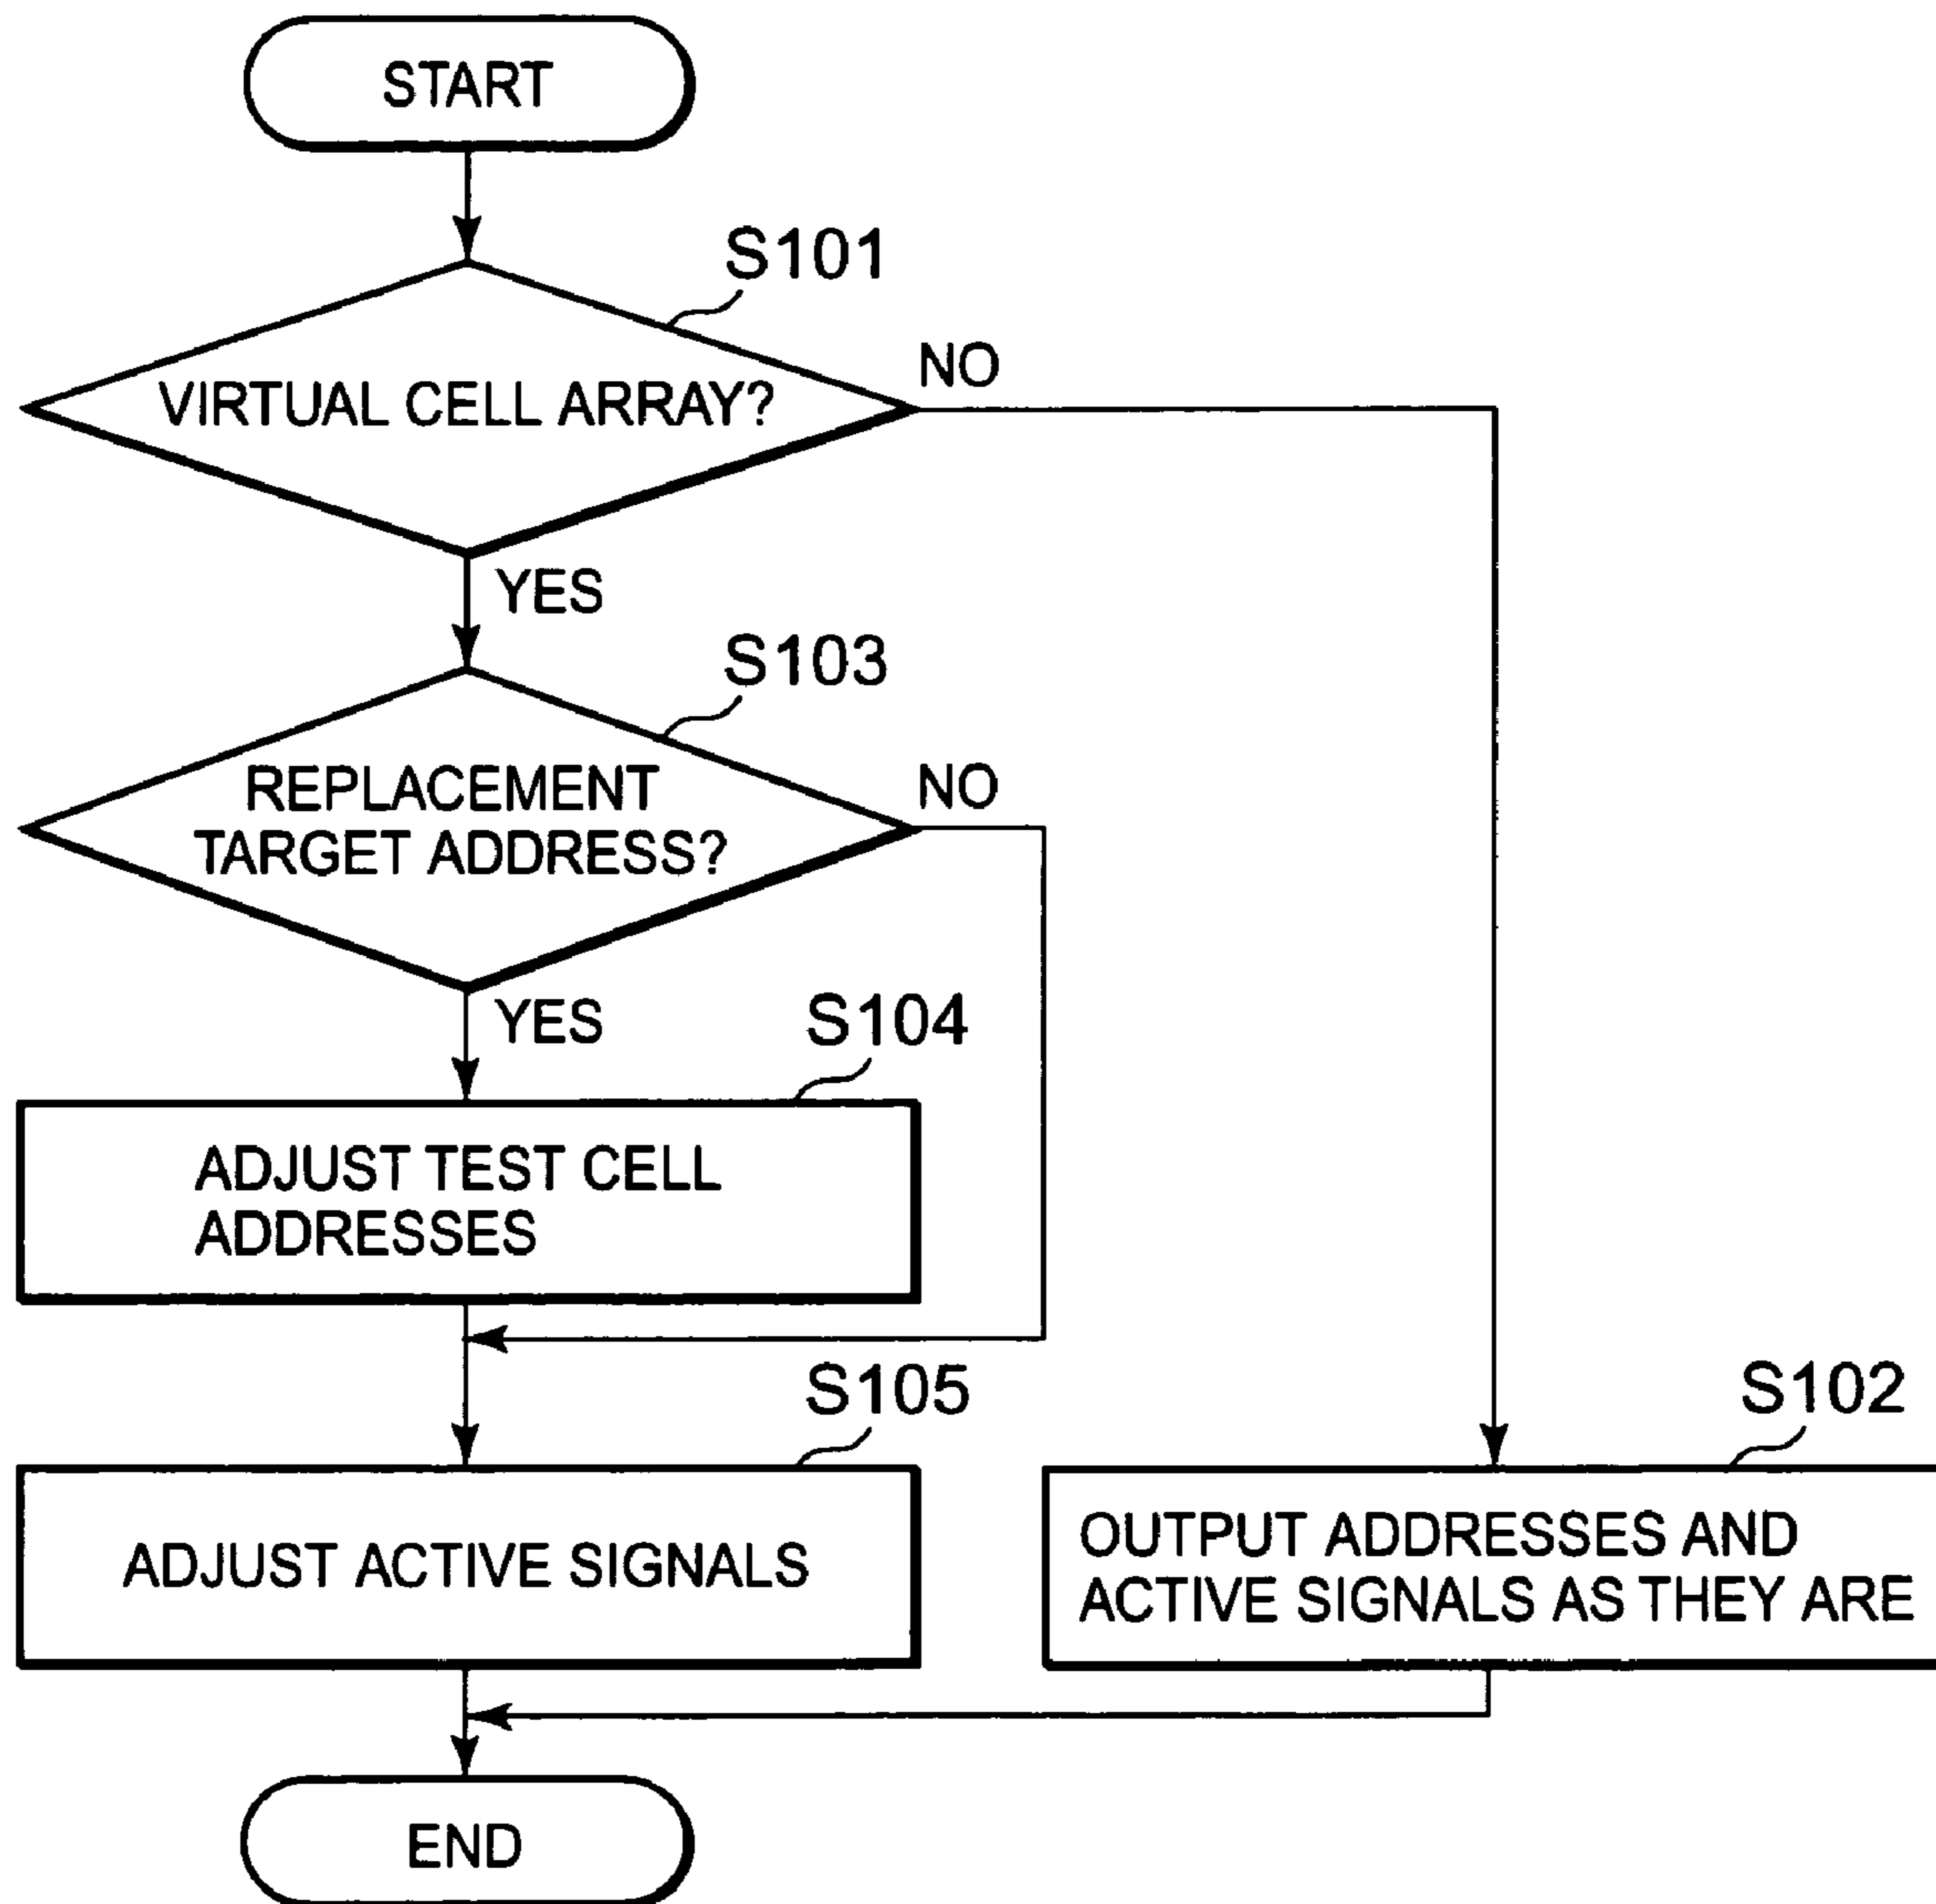 START
S101
VIRTUAL CELL ARRAY?
NO
YES
S103
REPLACEMENT
TARGET ADDRESS?
NO
YES
S104
ADJUST TEST CELL
ADDRESSES
S105
ADJUST ACTIVE SIGNALS
S102
OUTPUT ADDRESSES AND
ACTIVE SIGNALS AS THEY ARE
END